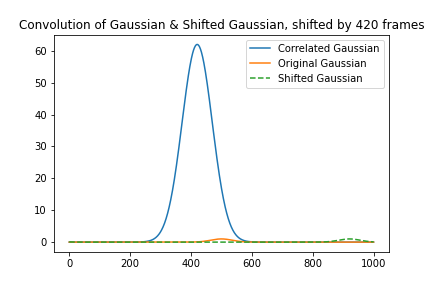 Convolution of Gaussian & Shifted Gaussian, shifted by 420 frames
Correlated Gaussian
Original Gaussian
Shifted Gaussian
60
50
40
30
20
10
0
0 200 400 600 800 1000